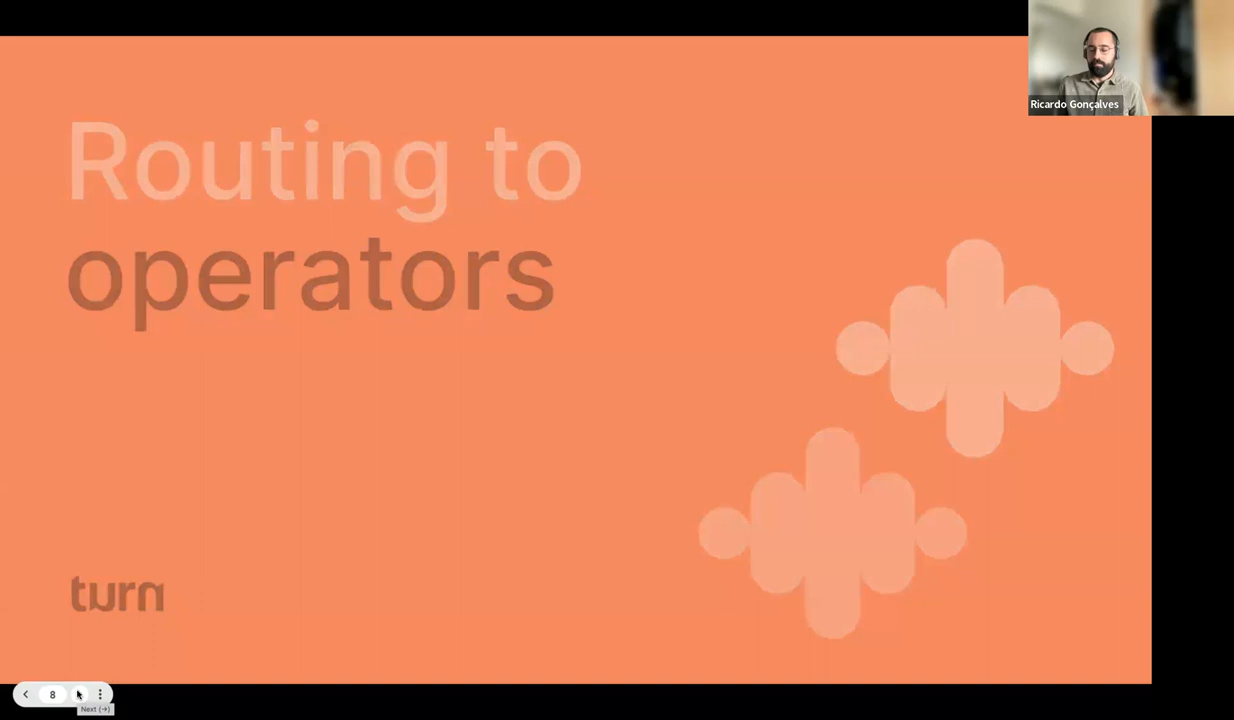 Ricardo Gonçalves
Routing to
operators
turn
8
Next (→)